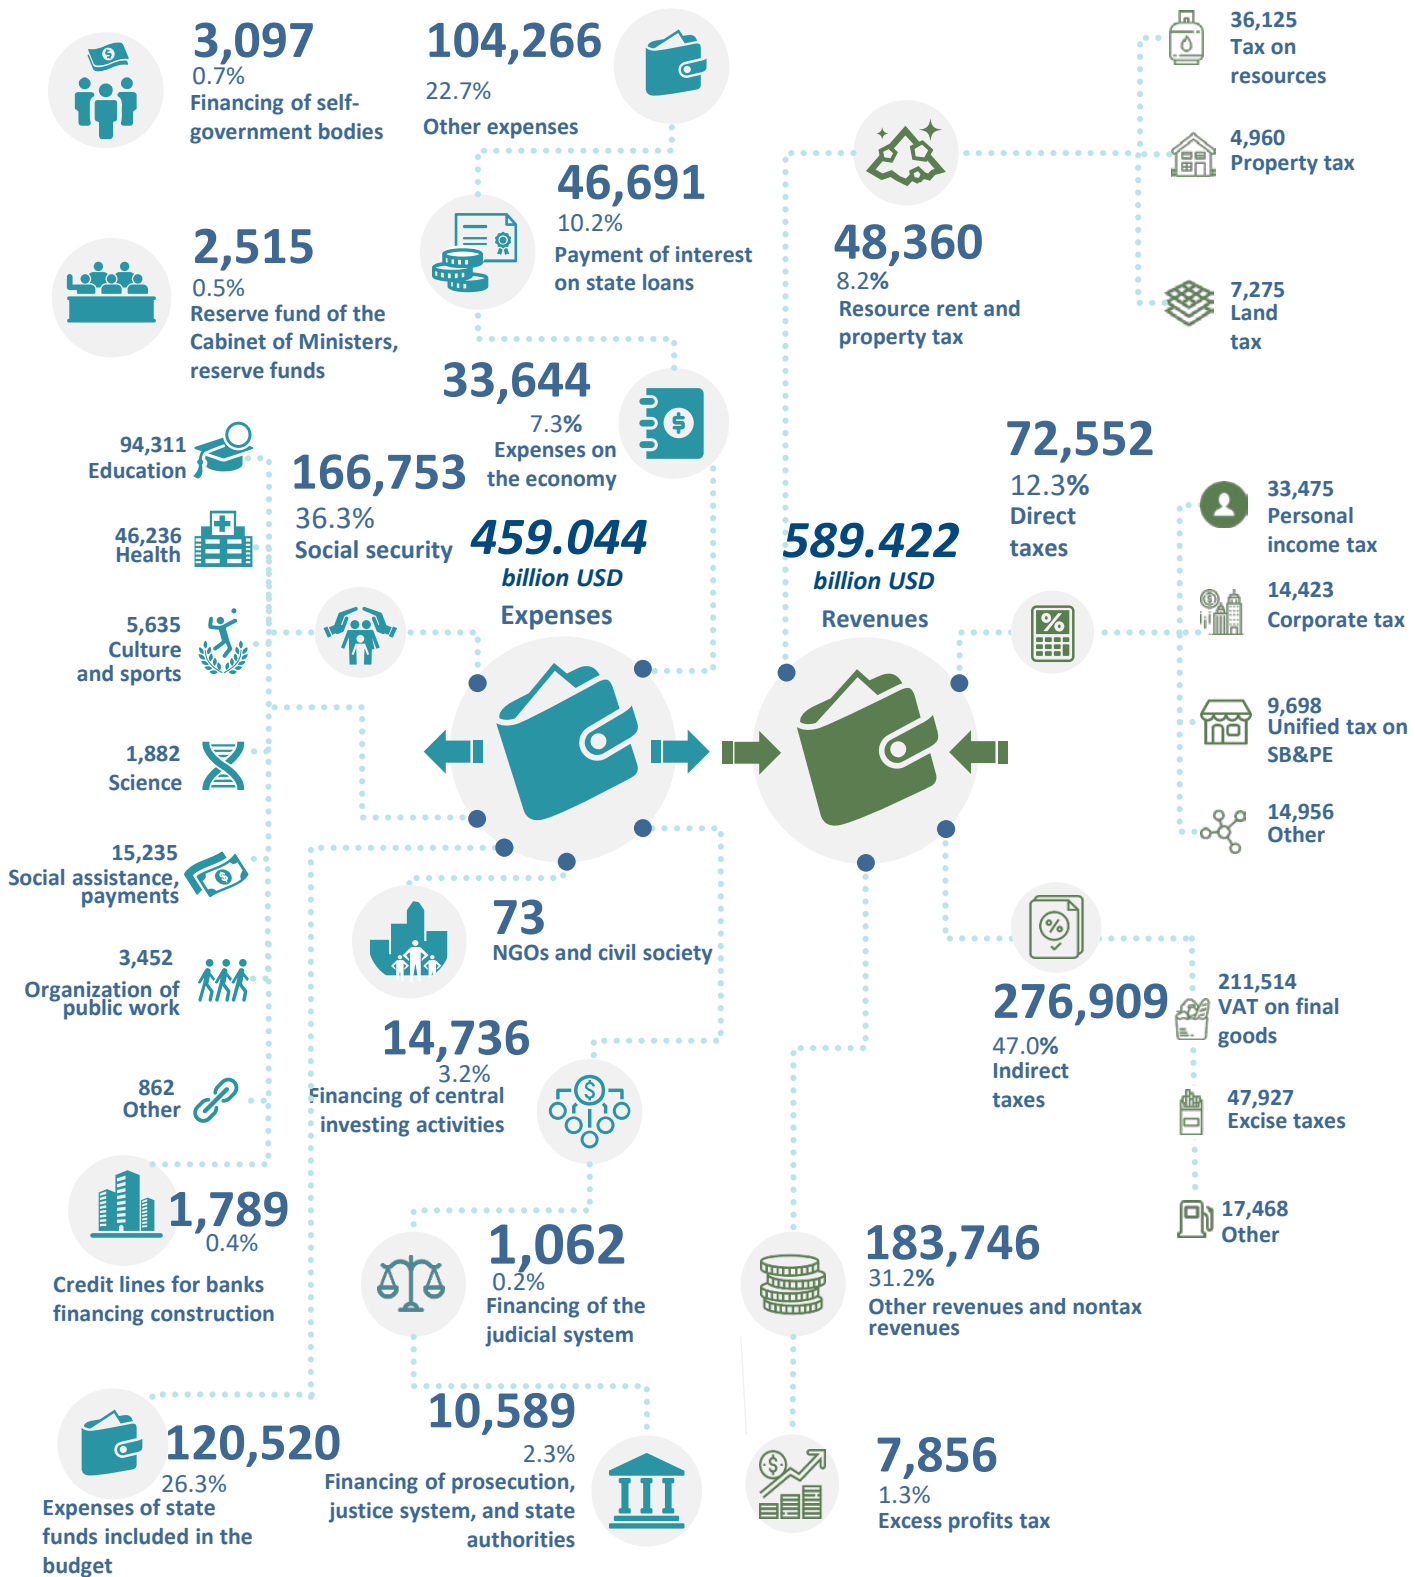 3,097
0.7%
Financing of self-
government bodies
104,266
22.7%
Other expenses
46,691
10.2%
Payment of interest
on state loans
2,515
0.5%
Reserve fund of the
Cabinet of Ministers,
reserve funds
33,644
7.3%
Expenses on
the economy
94,311
Education
46,236
Health
5,635
Culture
and sports
1,882
Science
15,235
Social assistance,
payments
3,452
Organization of
public work
862
Other
166,753
36.3%
Social security
459.044
billion USD
Expenses
73
NGOs and civil society
14,736
3.2%
Financing of central
investing activities
1,789
0.4%
Credit lines for banks
financing construction
1,062
0.2%
Financing of the
judicial system
120,520
26.3%
Expenses of state
funds included in the
budget
10,589
2.3%
Financing of prosecution,
justice system, and state
authorities
589.422
billion USD
Revenues
48,360
8.2%
Resource rent and
property tax
36,125
Tax on
resources
4,960
Property tax
7,275
Land
tax
72,552
12.3%
Direct
taxes
33,475
Personal
income tax
14,423
Corporate tax
9,698
Unified tax on
SB&PE
14,956
Other
276,909
47.0%
Indirect
taxes
211,514
VAT on final
goods
47,927
Excise taxes
17,468
Other
183,746
31.2%
Other revenues and nontax
revenues
7,856
1.3%
Excess profits tax